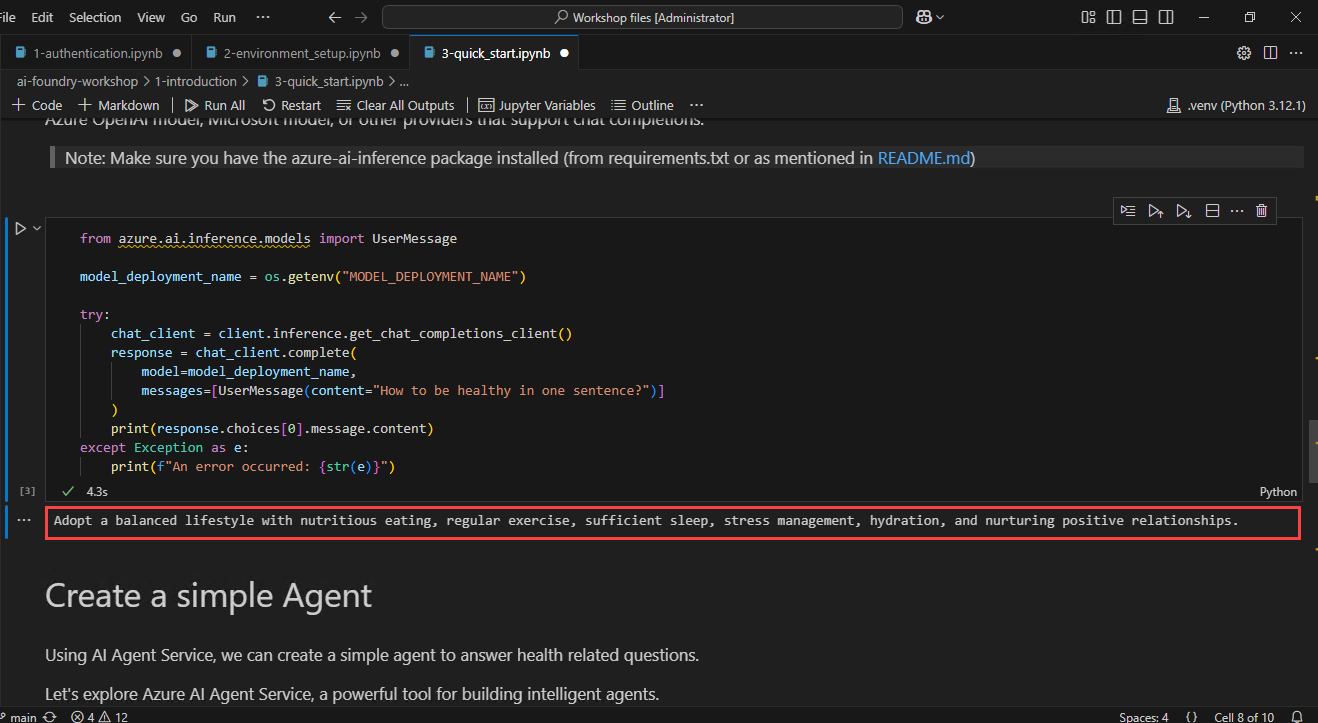 File Edit Selection View Go Run ··· Workshop files [Administrator]
1-authentication.ipynb 2-environment_setup.ipynb 3-quick_start.ipynb
ai-foundry-workshop > 1-introduction > 3-quick_start.ipynb > ...
+ Code + Markdown | Run All Restart Clear All Outputs | Jupyter Variables Outline ··· .venv (Python 3.12.1)
Azure OpenAI model, Microsoft model, or other providers that support chat completions.
Note: Make sure you have the azure-ai-inference package installed (from requirements.txt or as mentioned in README.md)
from azure.ai.inference.models import UserMessage
model_deployment_name = os.getenv("MODEL_DEPLOYMENT_NAME")
try:
chat_client = client.inference.get_chat_completions_client()
response = chat_client.complete(
model=model_deployment_name,
messages=[UserMessage(content="How to be healthy in one sentence?")]
)
print(response.choices[0].message.content)
except Exception as e:
print(f"An error occurred: {str(e)}")
[3] 4.3s Python
Adopt a balanced lifestyle with nutritious eating, regular exercise, sufficient sleep, stress management, hydration, and nurturing positive relationships.
Create a simple Agent
Using AI Agent Service, we can create a simple agent to answer health related questions.
Let's explore Azure AI Agent Service, a powerful tool for building intelligent agents.
main 4 12 Spaces: 4 {} Cell 8 of 10